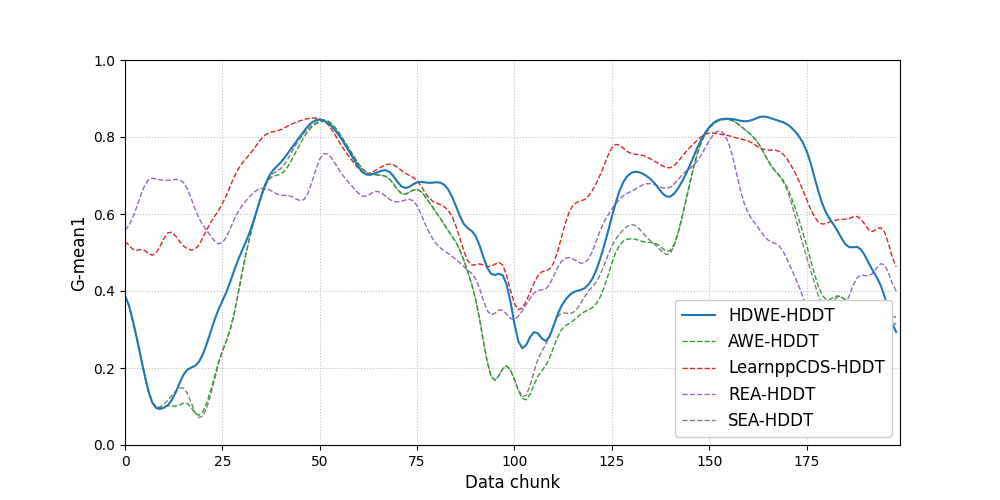 1.0
0.8
0.6
0.4
0.2
0.0
G-mean1
0
25
50
75
100
125
150
175
Data chunk
HDWE-HDDT
AWE-HDDT
LearnppCDS-HDDT
REA-HDDT
SEA-HDDT